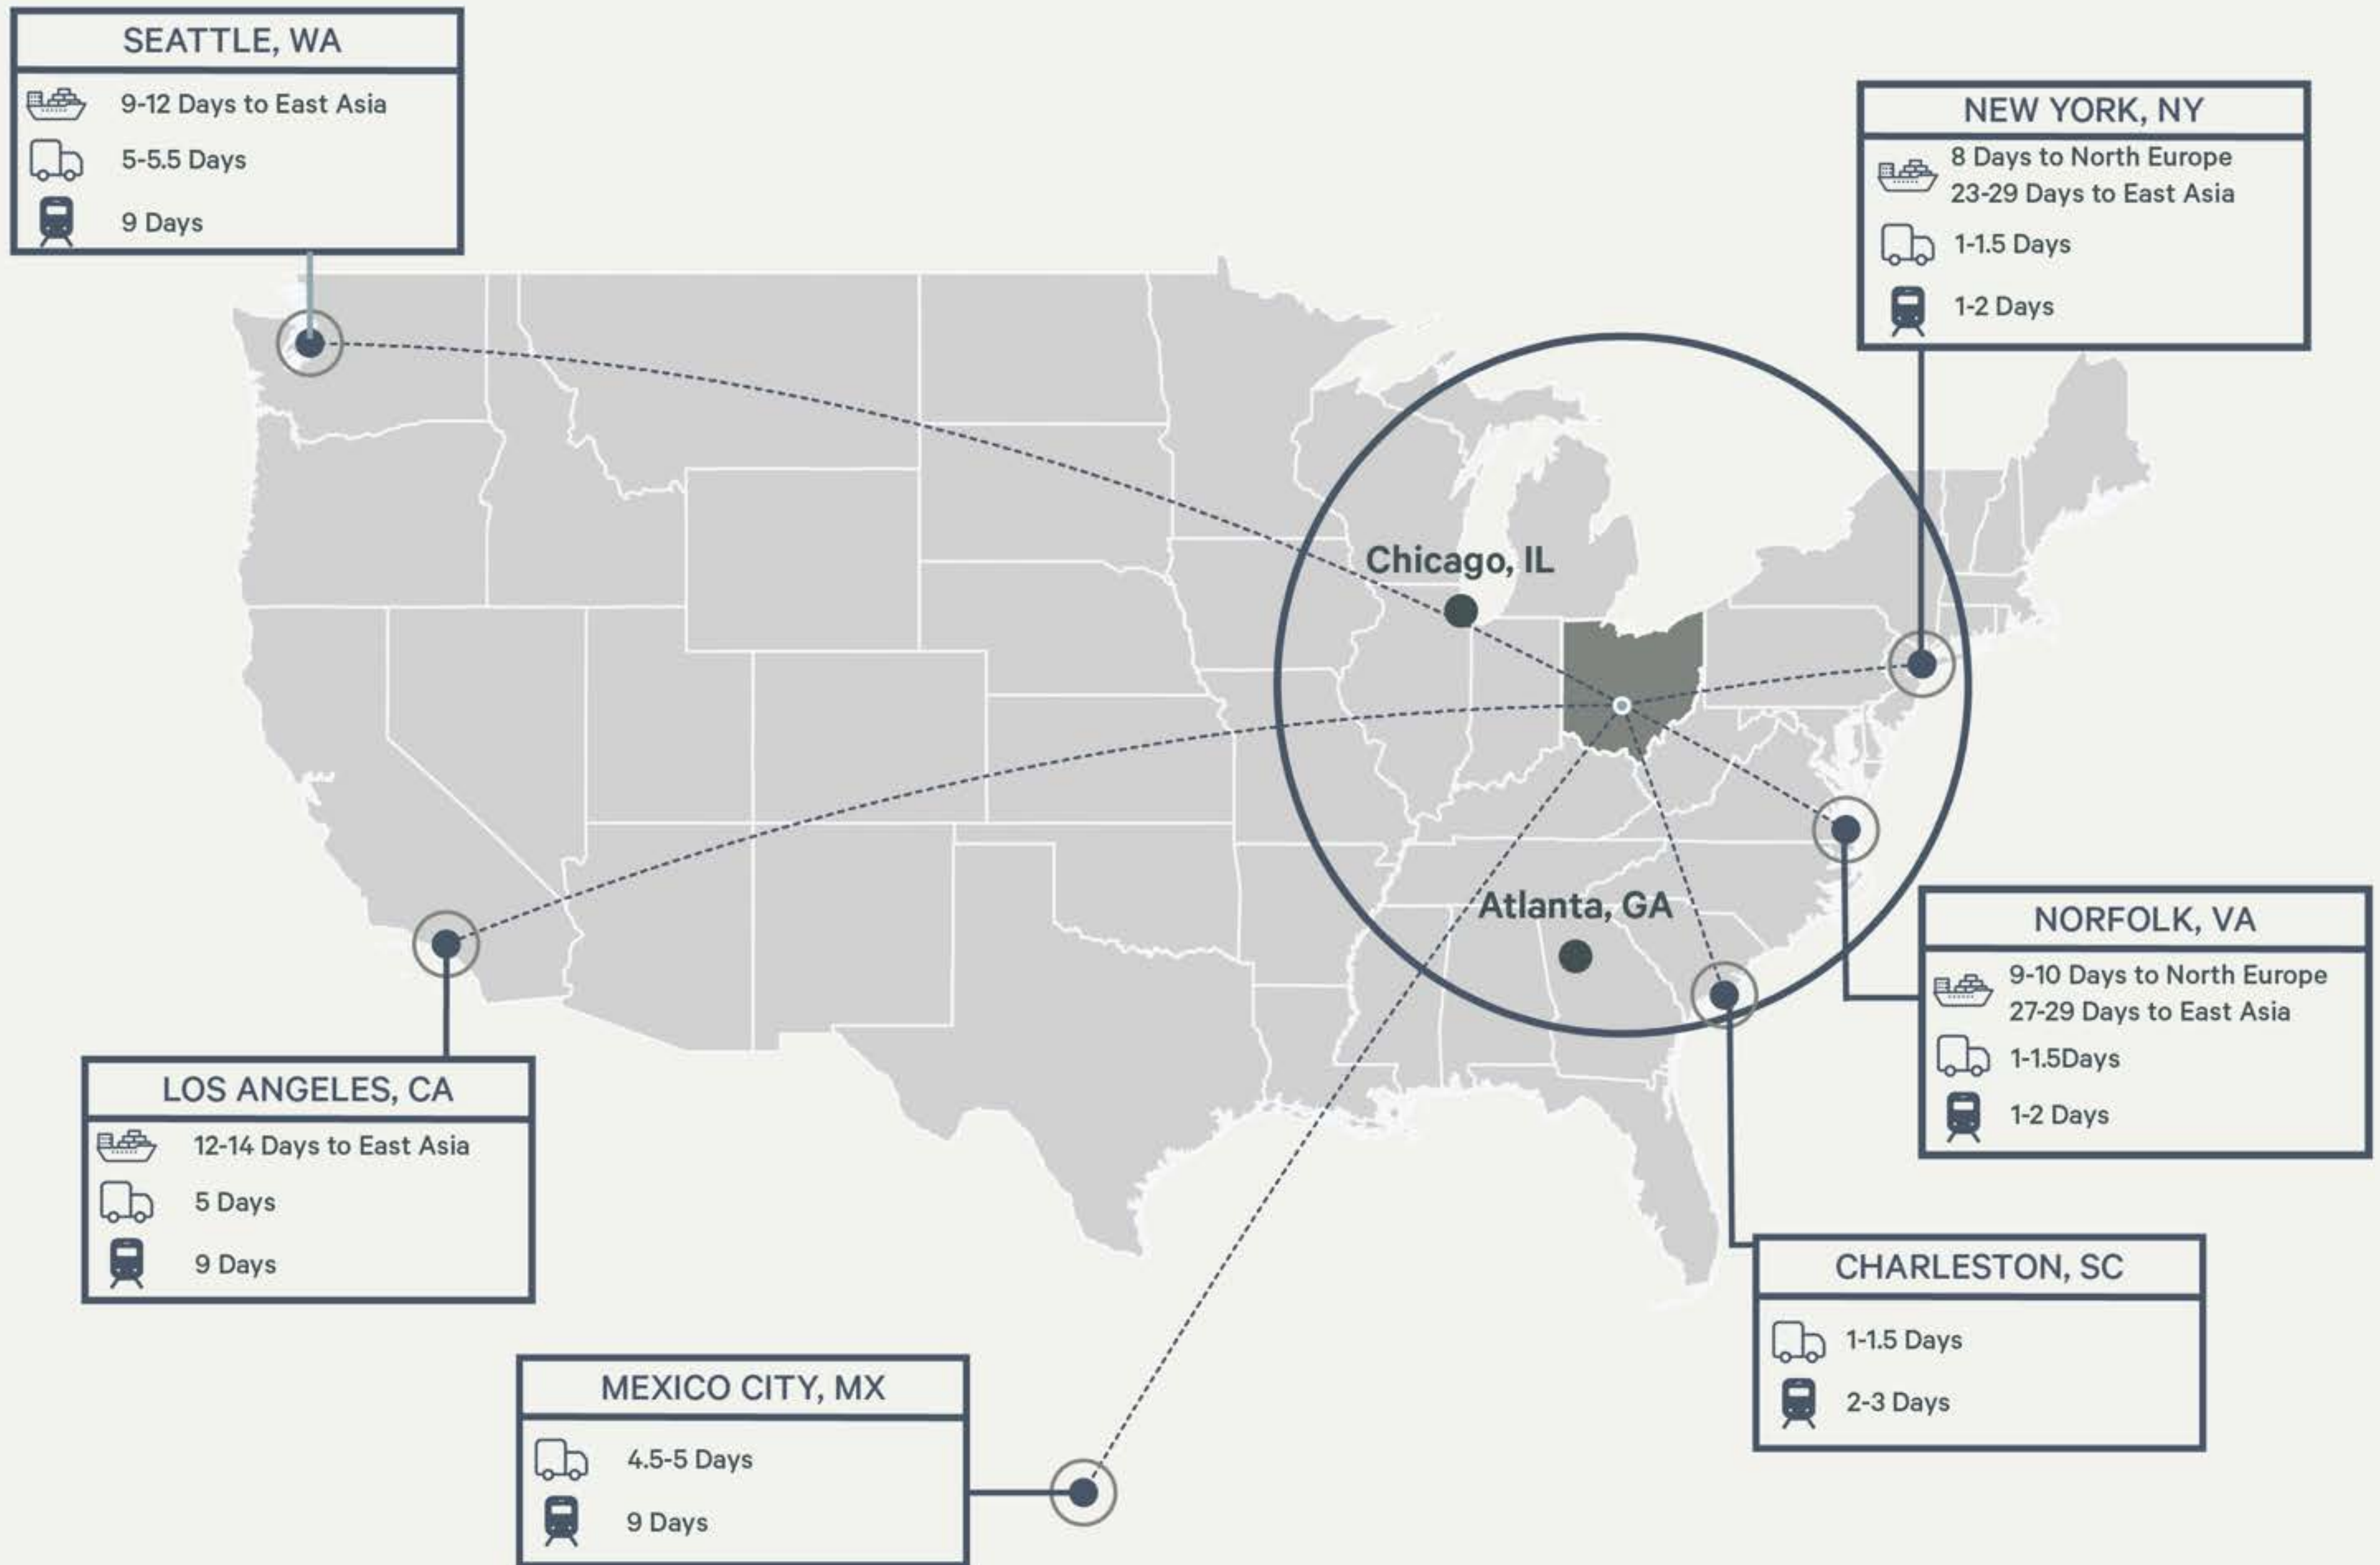 SEATTLE, WA
9-12 Days to East Asia
5-5.5 Days
9 Days
NEW YORK, NY
8 Days to North Europe
23-29 Days to East Asia
1-1.5 Days
1-2 Days
Chicago, IL
Atlanta, GA
NORFOLK, VA
9-10 Days to North Europe
27-29 Days to East Asia
1-1.5Days
1-2 Days
LOS ANGELES, CA
12-14 Days to East Asia
5 Days
9 Days
CHARLESTON, SC
1-1.5 Days
2-3 Days
MEXICO CITY, MX
4.5-5 Days
9 Days